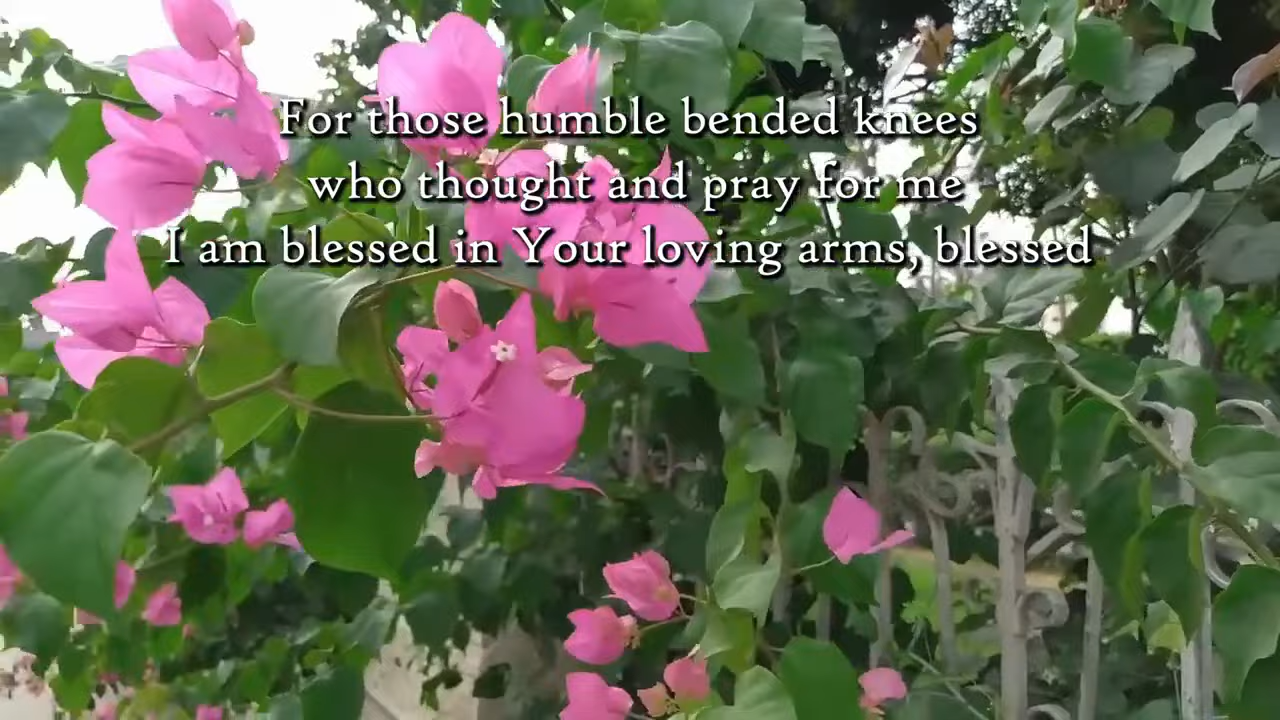 For those humble bended knees
who thought and pray for me
I am blessed in Your loving arms, blessed